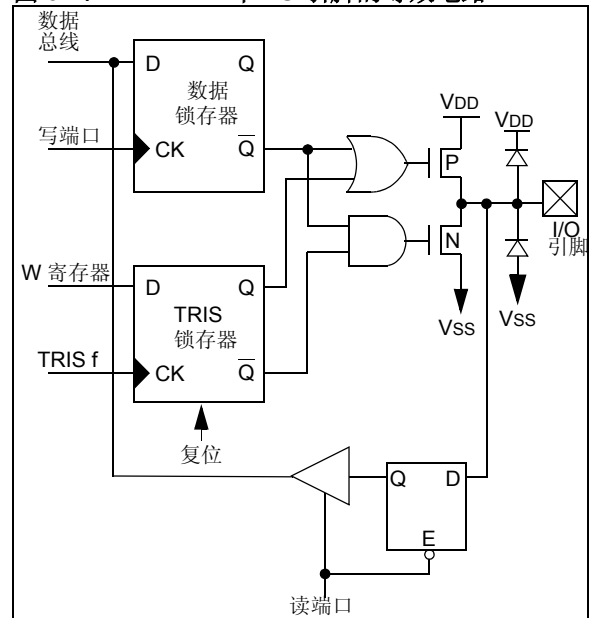 数据
总线
D Q
数据
锁存器
写端口
CK Q
VDD
VDD
P
I/O
引脚
N
W 寄存器
D Q
TRIS
锁存器
VSS
VSS
TRIS f
CK Q
复位
Q D
E
读端口